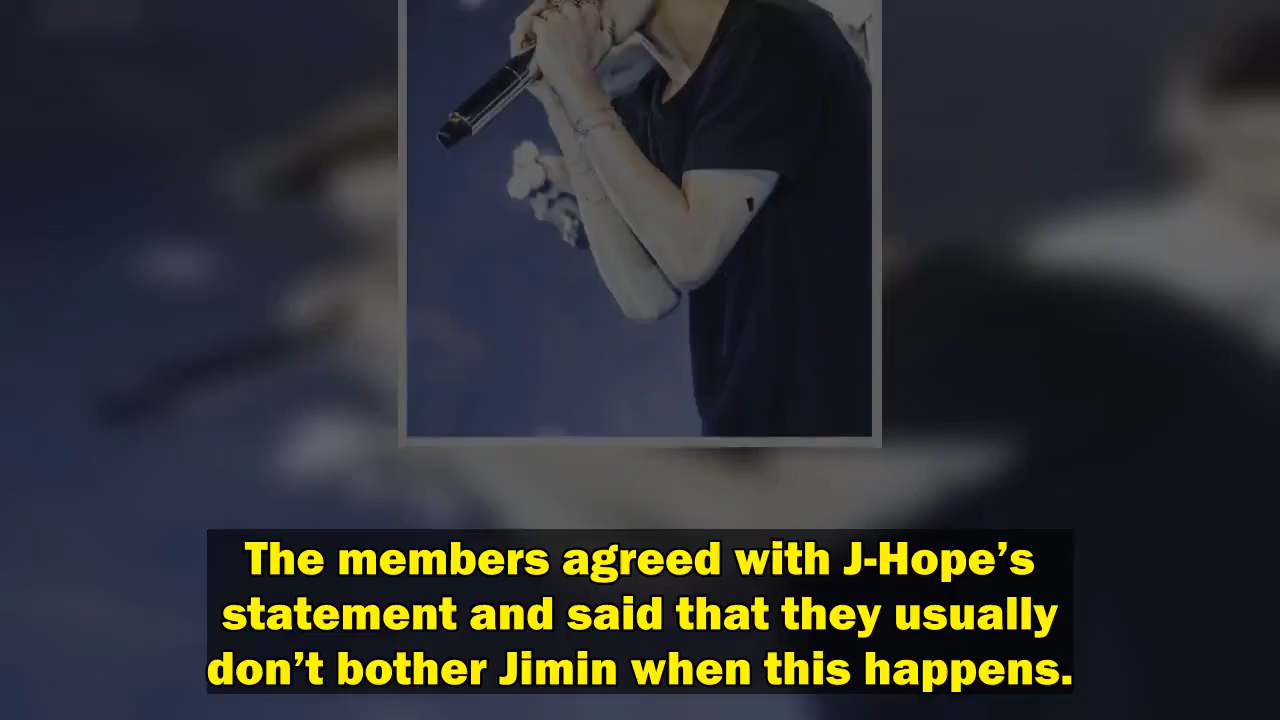 The members agreed with J-Hope’s
statement and said that they usually
don’t bother Jimin when this happens.